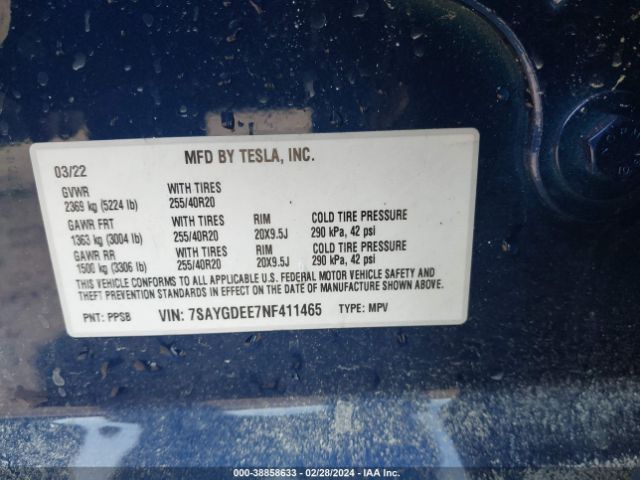 MFD BY TESLA, INC.
03/22
GVWR WITH TIRES
2369 kg (5224 lb) 255/40R20
GAWR FRT WITH TIRES RIM COLD TIRE PRESSURE
1363 kg (3004 lb) 255/40R20 20X9.5J 290 kPa, 42 psi
GAWR RR WITH TIRES RIM COLD TIRE PRESSURE
1500 kg (3306 lb) 255/40R20 20X9.5J 290 kPa, 42 psi
THIS VEHICLE CONFORMS TO ALL APPLICABLE U.S. FEDERAL MOTOR VEHICLE SAFETY AND
THEFT PREVENTION STANDARDS IN EFFECT ON THE DATE OF MANUFACTURE SHOWN ABOVE.
PNT: PPSB VIN: 7SAYGDEE7NF411465 TYPE: MPV
000-38858633 - 02/28/2024 - IAA Inc.